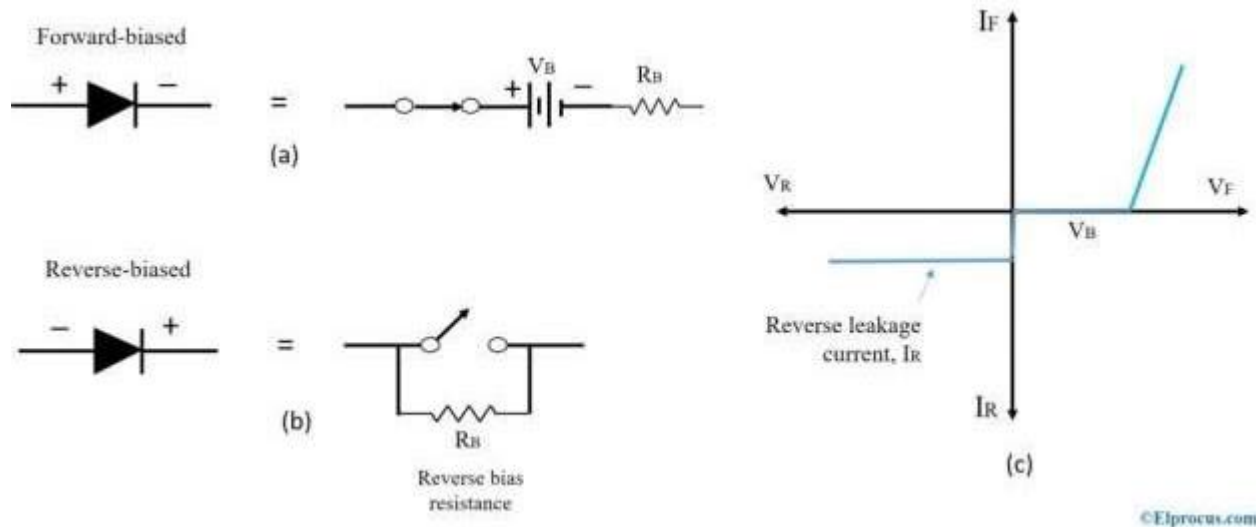 Forward-biased
+ −
=
VB
+ −
RB
(a)
Reverse-biased
− +
=
RB
Reverse bias
resistance
(b)
IF
VR
VF
VB
Reverse leakage
current, IR
IR
(c)
©Elprocus.com